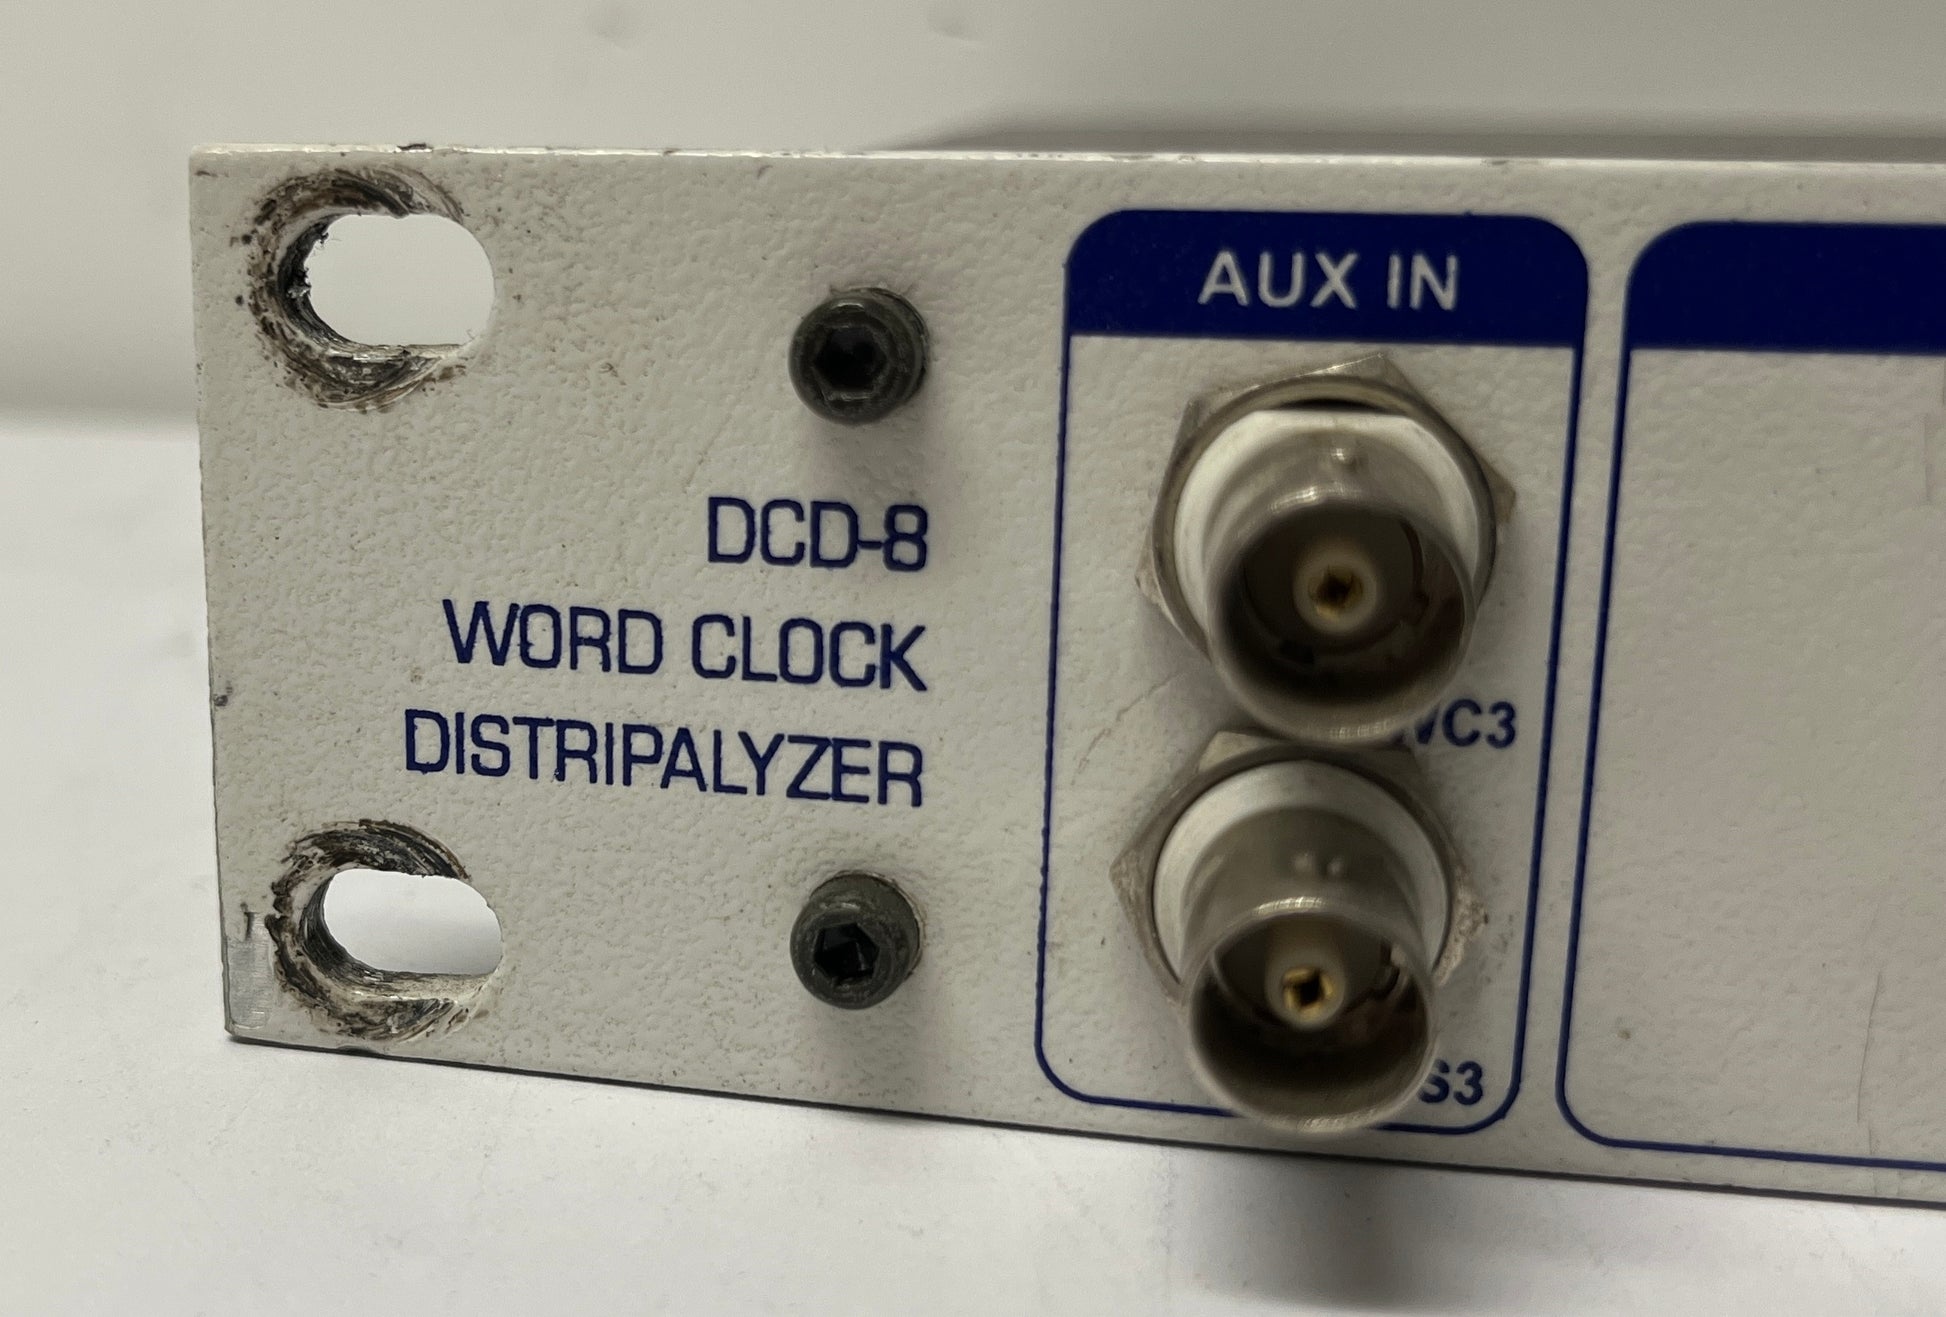 AUX IN
DCD-8
WORD CLOCK
DISTRIPALYZER